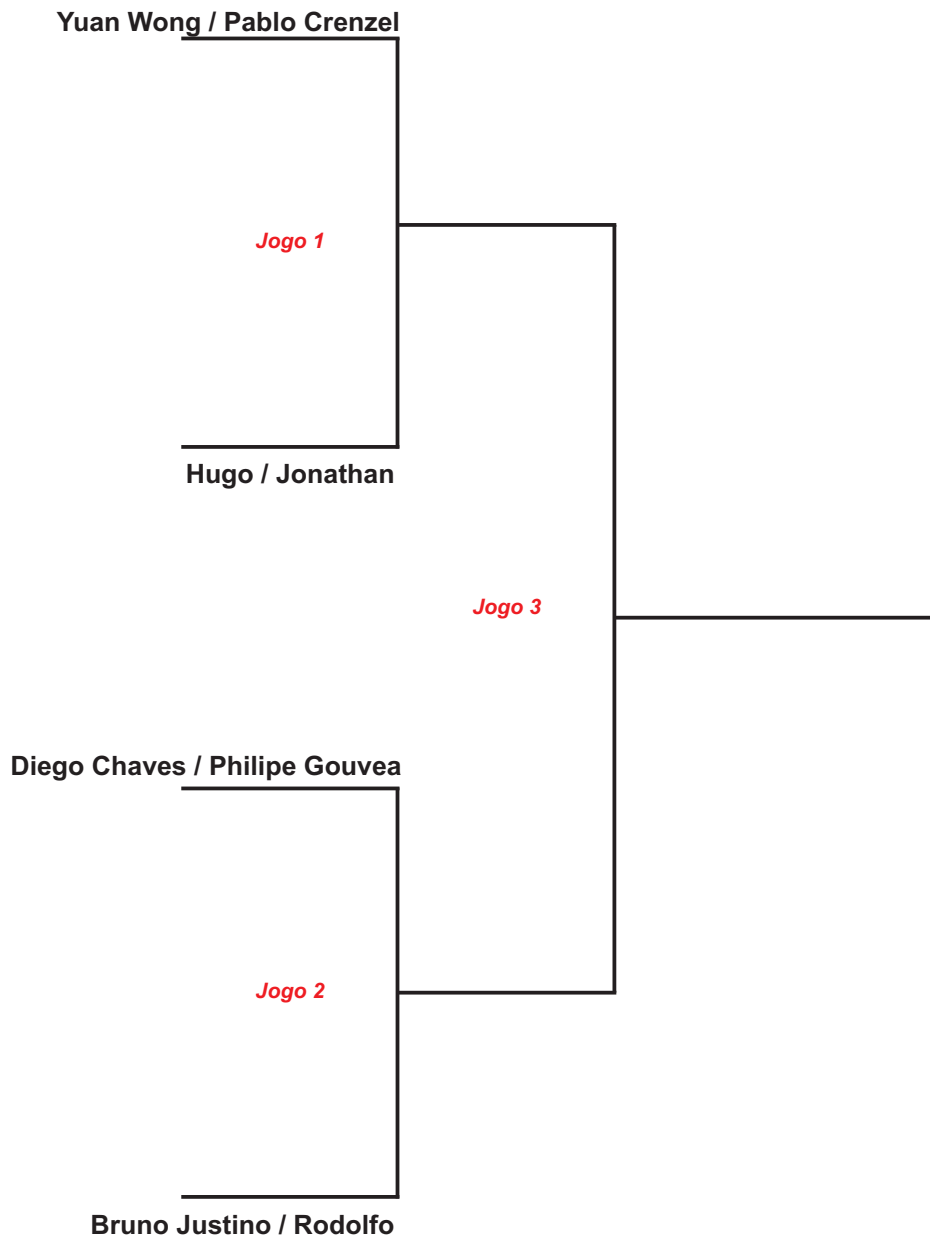 Yuan Wong / Pablo Crenzel
Jogo 1
Hugo / Jonathan
Jogo 3
Diego Chaves / Philipe Gouvea
Jogo 2
Bruno Justino / Rodolfo